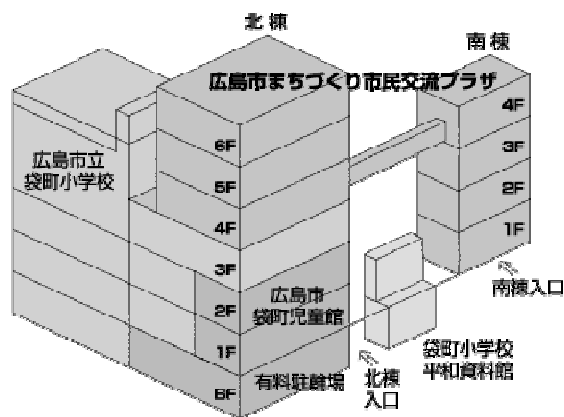 北棟
南棟
広島市まちづくり市民交流プラザ
6F
5F
4F
3F
2F
1F
BF
4F
3F
2F
1F
広島市立
袋町小学校
広島市
袋町児童館
有料駐輪場
北棟
入口
袋町小学校
平和資料館
南棟入口